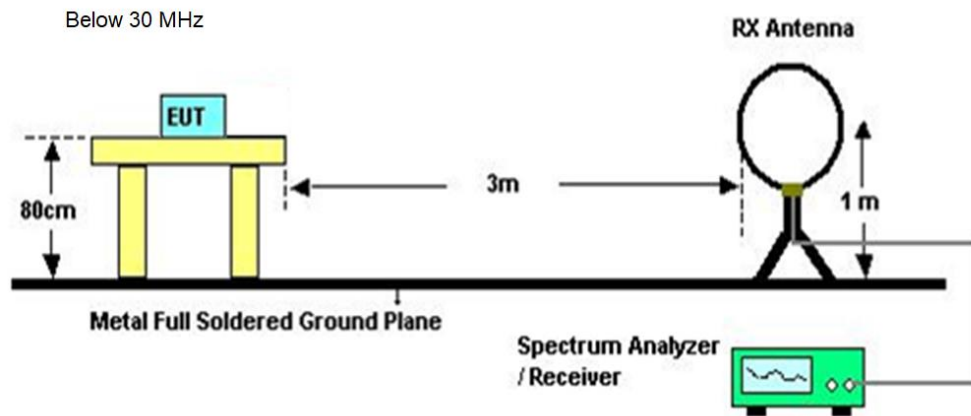 Below 30 MHz
RX Antenna
EUT
80cm
3m
1 m
Metal Full Soldered Ground Plane
Spectrum Analyzer
/ Receiver